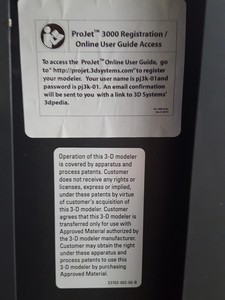 ProJet™ 3000 Registration /
Online User Guide Access
To access the ProJet™ Online User Guide, go
to "http://projet.3dsystems.com" to register
your modeler. Your user name is pj3k-01and
password is pj3k-01. An email confirmation
will be sent to you with a link to 3D Systems'
3dpedia.
Operation of this 3-D modeler
is covered by apparatus and
process patents. Customer
does not receive any rights or
licenses, express or implied,
under these patents by virtue
of customer's acquisition of
this 3-D modeler. Customer
agrees that this 3-D modeler is
transferred only for use with
Approved Material authorized by
the 3-D modeler manufacturer.
Customer may obtain the right
under these apparatus and
process patents to use this
3-D modeler by purchasing
Approved Material.